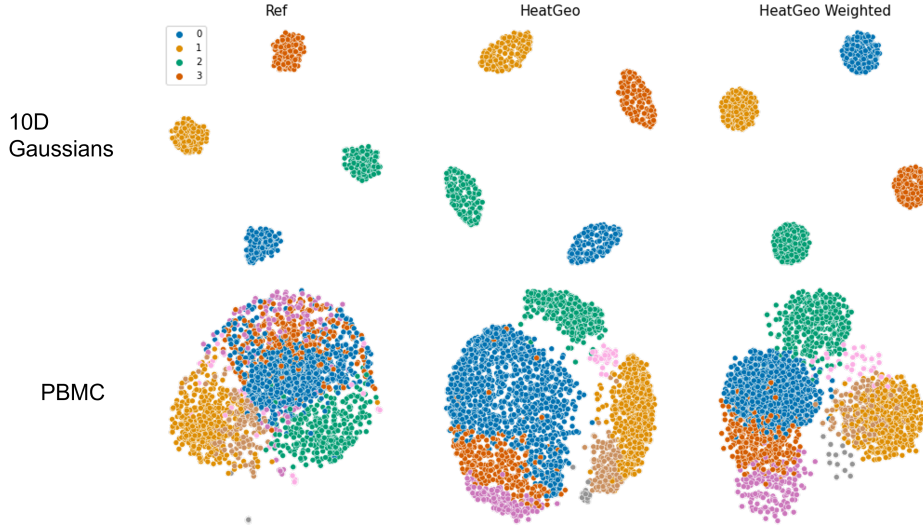 Ref
HeatGeo
HeatGeo Weighted
0
1
2
3
10D
Gaussians
PBMC